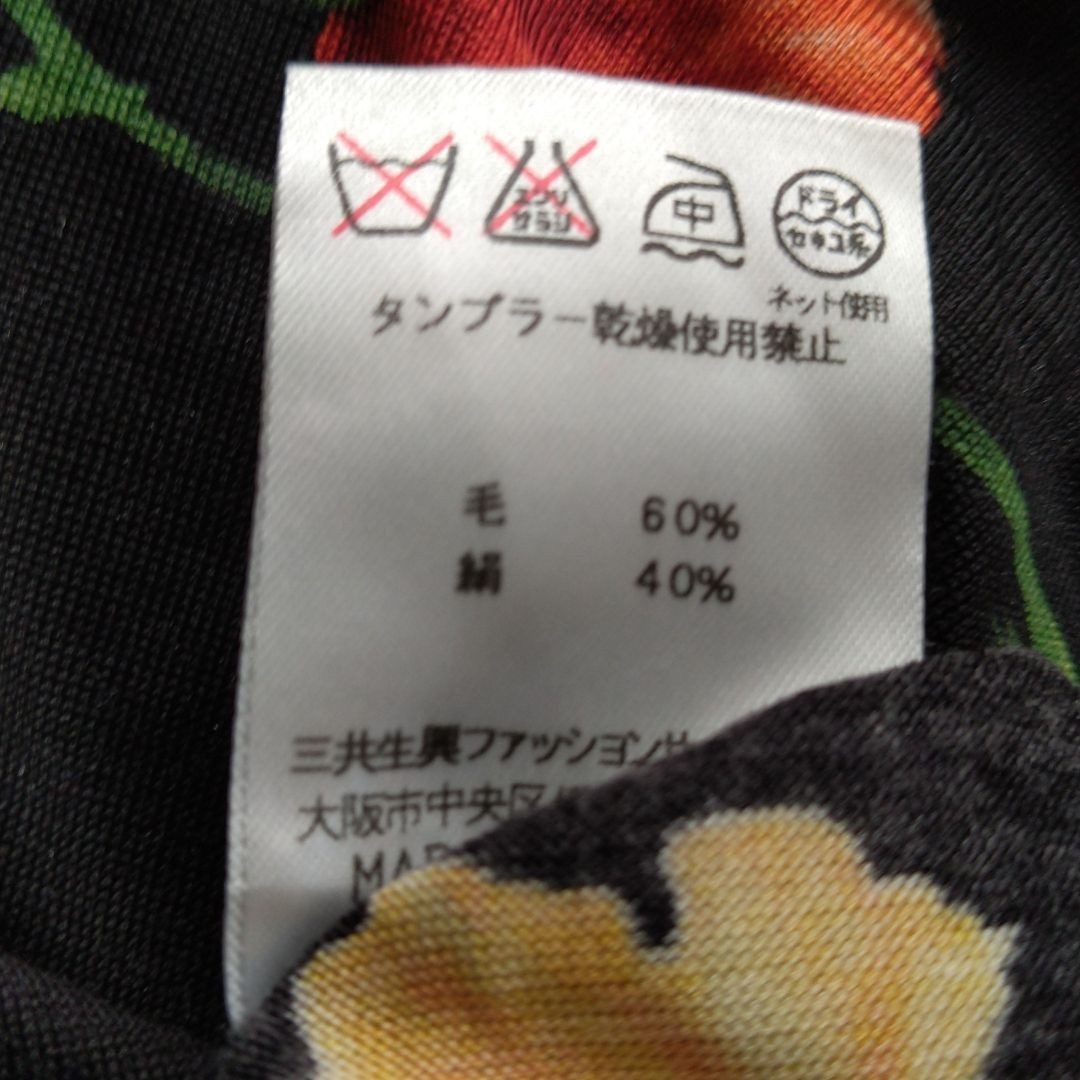 エンソ
サラシ
中
ドライ
セキユ系
ネット使用
タンブラー乾燥使用禁止
毛 60%
絹 40%
三共生興ファッション
大阪市中央区